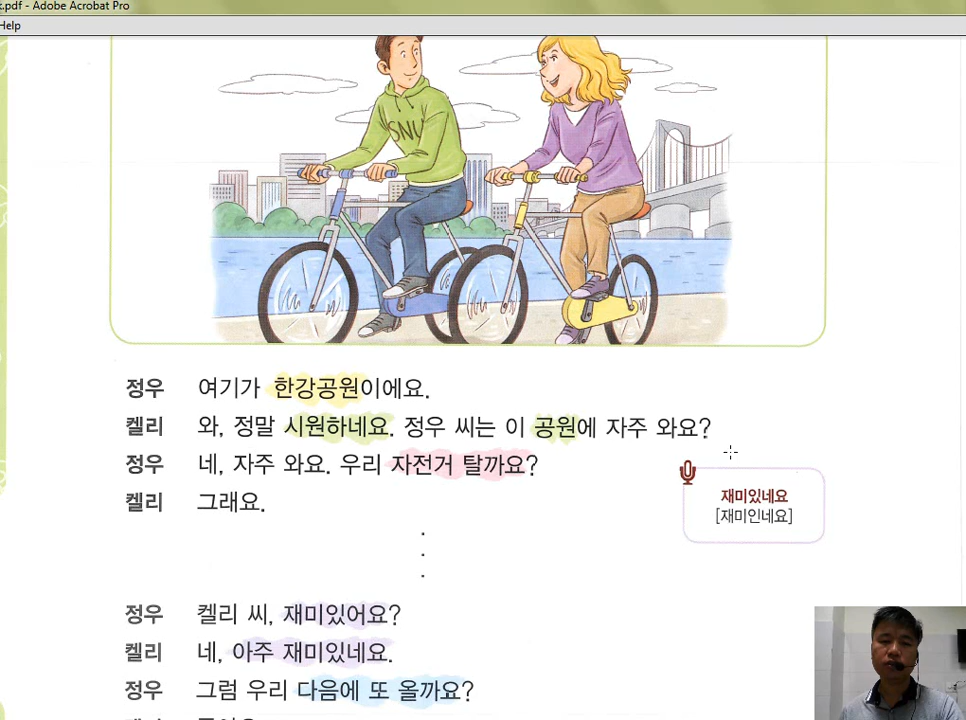 .pdf - Adobe Acrobat Pro
Help
SNU
정우 여기가 한강공원이에요.
켈리 와, 정말 시원하네요. 정우 씨는 이 공원에 자주 와요?
정우 네, 자주 와요. 우리 자전거 탈까요?
켈리 그래요.
재미있네요
[재미인네요]
정우 켈리 씨, 재미있어요?
켈리 네, 아주 재미있네요.
정우 그럼 우리 다음에 또 올까요?